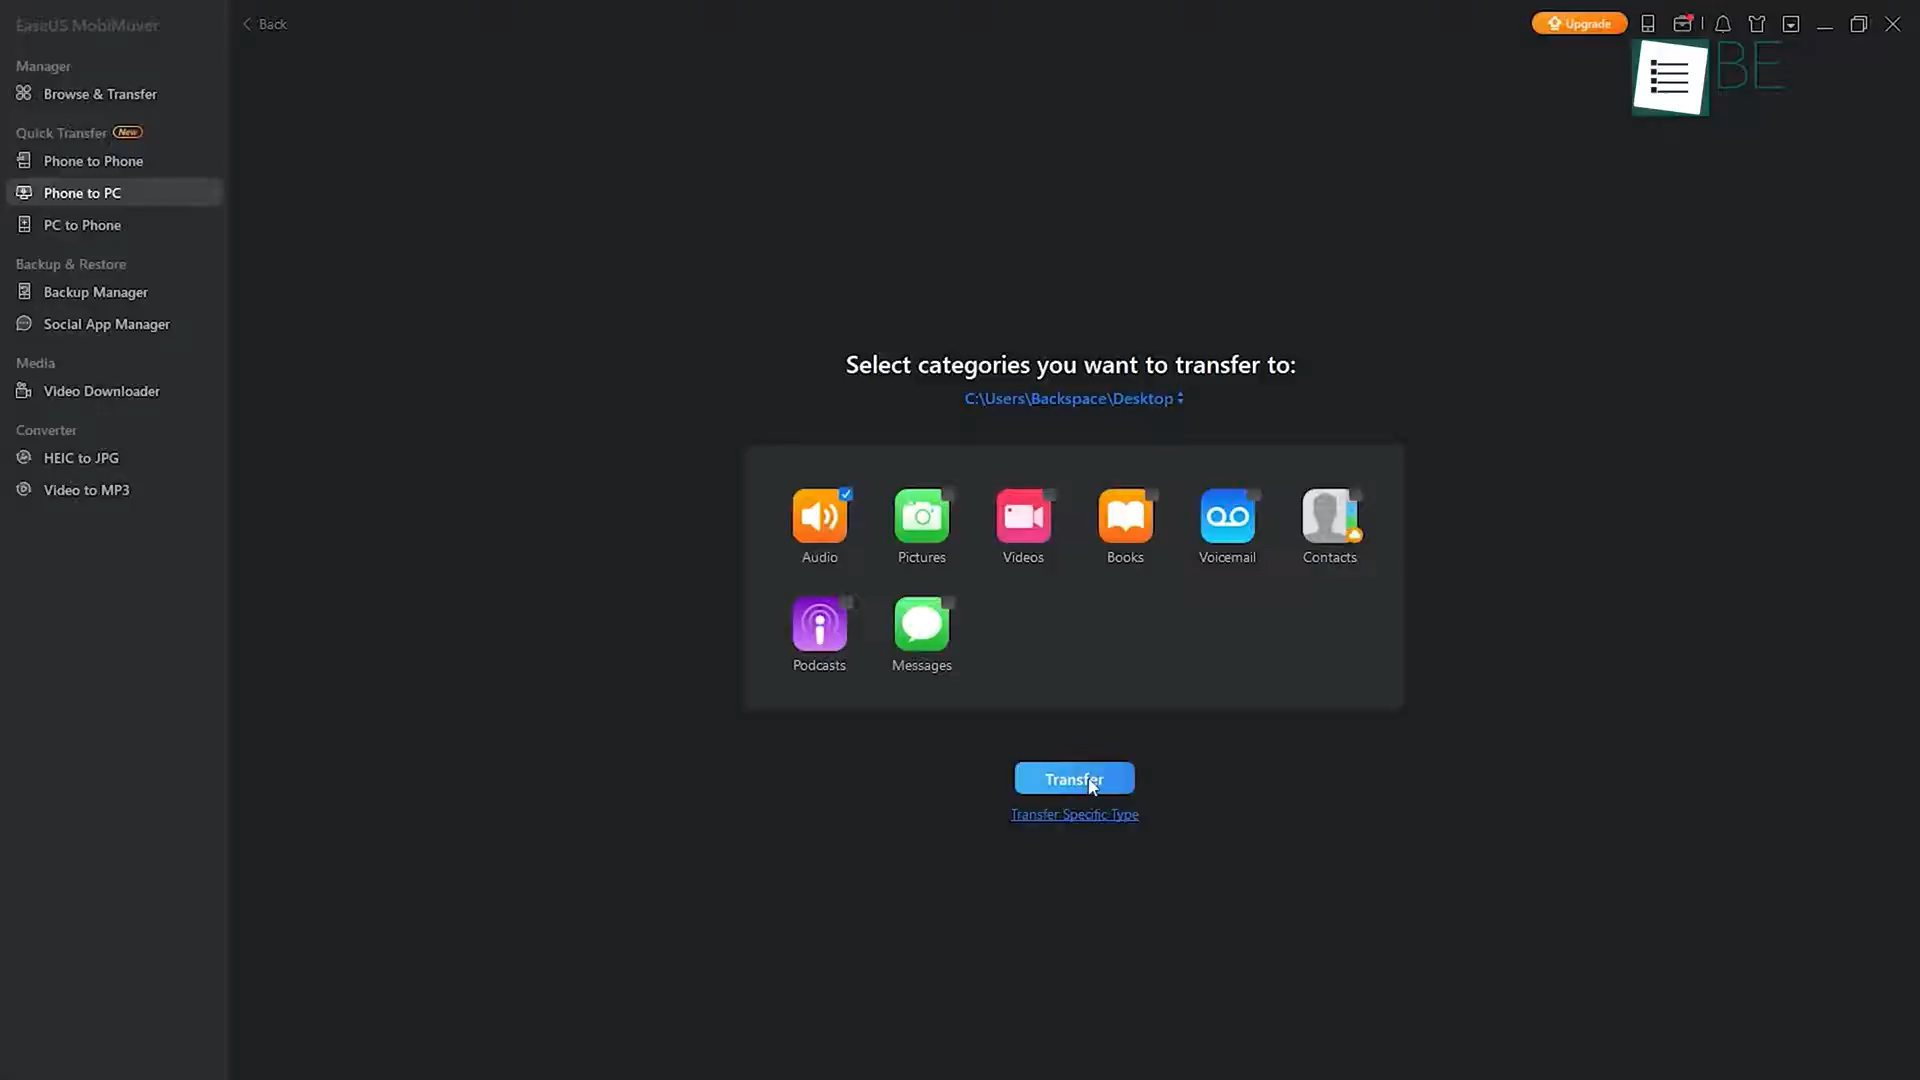 EaseUS MobiMover
Back
Upgrade
BE
Manager
Browse & Transfer
Quick Transfer New
Phone to Phone
Phone to PC
PC to Phone
Backup & Restore
Backup Manager
Social App Manager
Media
Video Downloader
Converter
HEIC to JPG
Video to MP3
Select categories you want to transfer to:
C:\Users\Backspace\Desktop
Audio
Pictures
Videos
Books
Voicemail
Contacts
Podcasts
Messages
Transfer
Transfer Specific Type